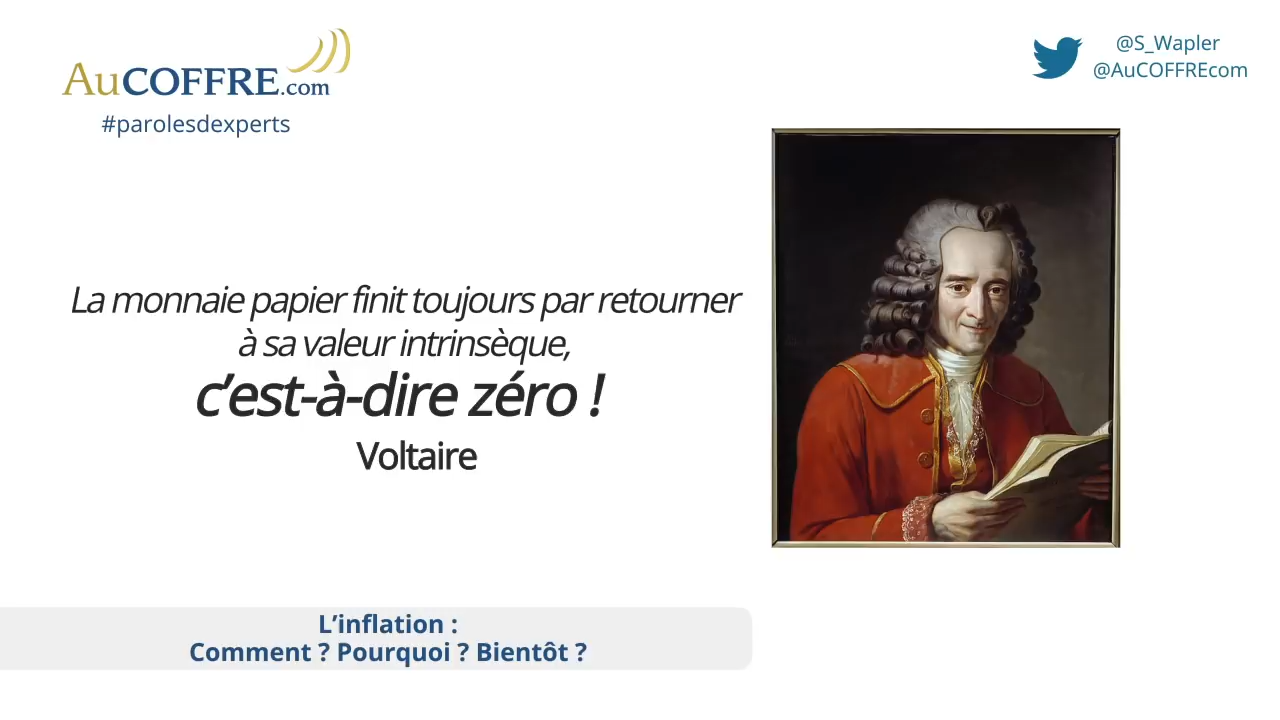 AuCOFFRE.com
#parolesdexperts
@S_Wapler
@AuCOFFREcom
La monnaie papier finit toujours par retourner
à sa valeur intrinsèque,
c’est-à-dire zéro !
Voltaire
L’inflation :
Comment ? Pourquoi ? Bientôt ?